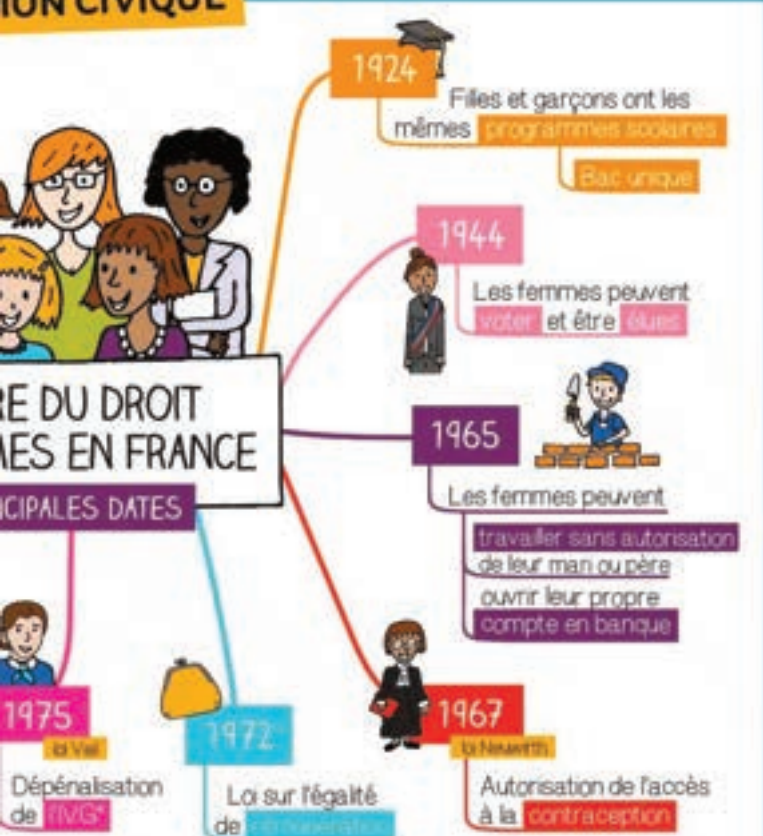 ION CIVIQUE
1924
Filles et garçons ont les
mêmes programmes scolaires
Bac unique
1944
Les femmes peuvent
voter et être élues
RE DU DROIT
MES EN FRANCE
NCIPALES DATES
1965
Les femmes peuvent
travailler sans autorisation
de leur mari ou père
ouvrir leur propre
compte en banque
1967
loi Neuwirth
Autorisation de l'accès
à la contraception
1972
Loi sur l'égalité
de rémunération
1975
loi Veil
Dépénalisation
de l'IVG*